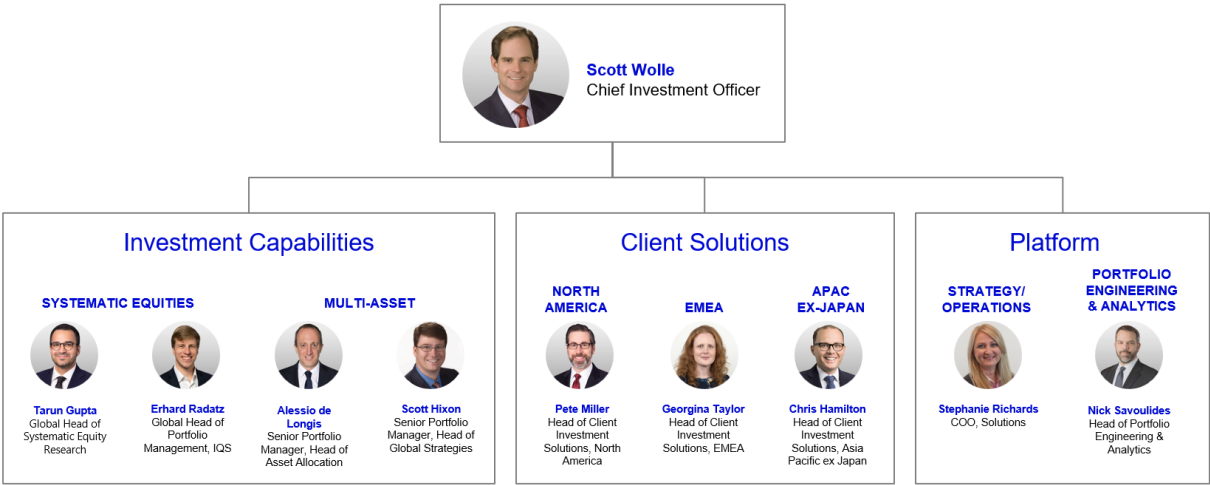 Scott Wolle
Chief Investment Officer
Investment Capabilities
SYSTEMATIC EQUITIES
MULTI-ASSET
Tarun Gupta
Global Head of
Systematic Equity
Research
Erhard Radatz
Global Head of
Portfolio
Management, IQS
Alessio de
Longis
Senior Portfolio
Manager, Head of
Asset Allocation
Scott Hixon
Senior Portfolio
Manager, Head of
Global Strategies
Client Solutions
NORTH
AMERICA
Pete Miller
Head of Client
Investment
Solutions, North
America
EMEA
Georgina Taylor
Head of Client
Investment
Solutions, EMEA
APAC
EX-JAPAN
Chris Hamilton
Head of Client
Investment
Solutions, Asia
Pacific ex Japan
Platform
STRATEGY/
OPERATIONS
Stephanie Richards
COO, Solutions
PORTFOLIO
ENGINEERING
& ANALYTICS
Nick Savoulides
Head of Portfolio
Engineering &
Analytics